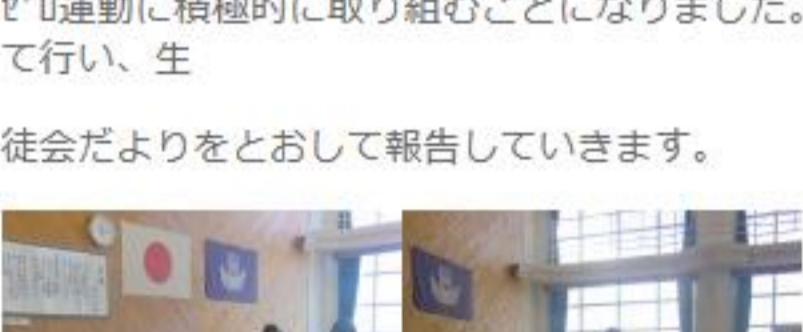 ゼロ運動に積極的に取り組むことになりました。
て行い、生
徒会だよりをとおして報告していきます。